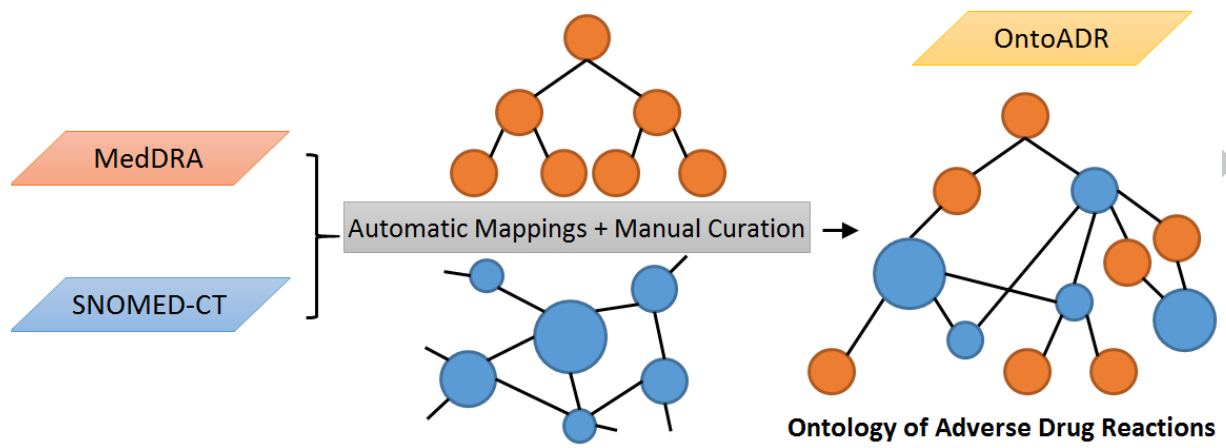 OntoADR
MedDRA
Automatic Mappings + Manual Curation
SNOMED-CT
Ontology of Adverse Drug Reactions